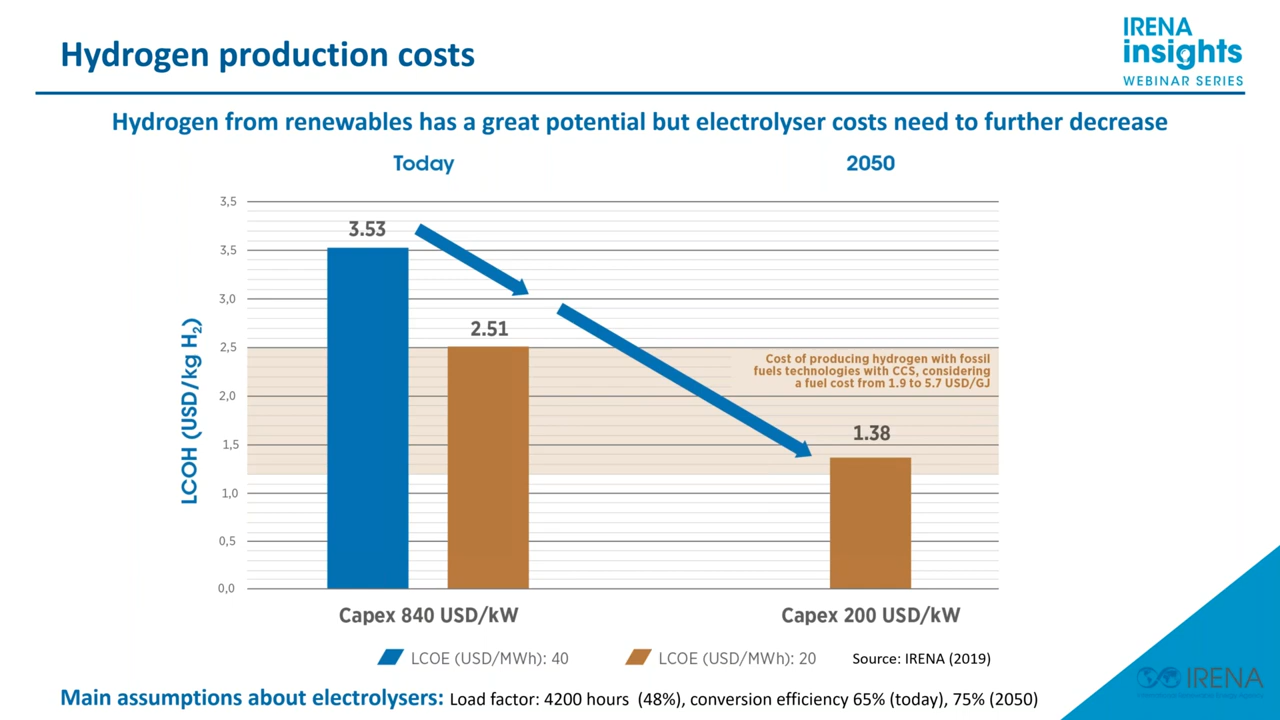 Hydrogen production costs
IRENA
insights
WEBINAR SERIES
Hydrogen from renewables has a great potential but electrolyser costs need to further decrease
Today
2050
LCOH (USD/kg H₂)
3,5
3,5
3,0
2,5
2,0
1,5
1,0
0,5
0,0
3.53
2.51
1.38
Cost of producing hydrogen with fossil
fuels technologies with CCS, considering
a fuel cost from 1.9 to 5.7 USD/GJ
Capex 840 USD/kW
Capex 200 USD/kW
LCOE (USD/MWh): 40
LCOE (USD/MWh): 20
Source: IRENA (2019)
IRENA
Main assumptions about electrolysers: Load factor: 4200 hours (48%), conversion efficiency 65% (today), 75% (2050)